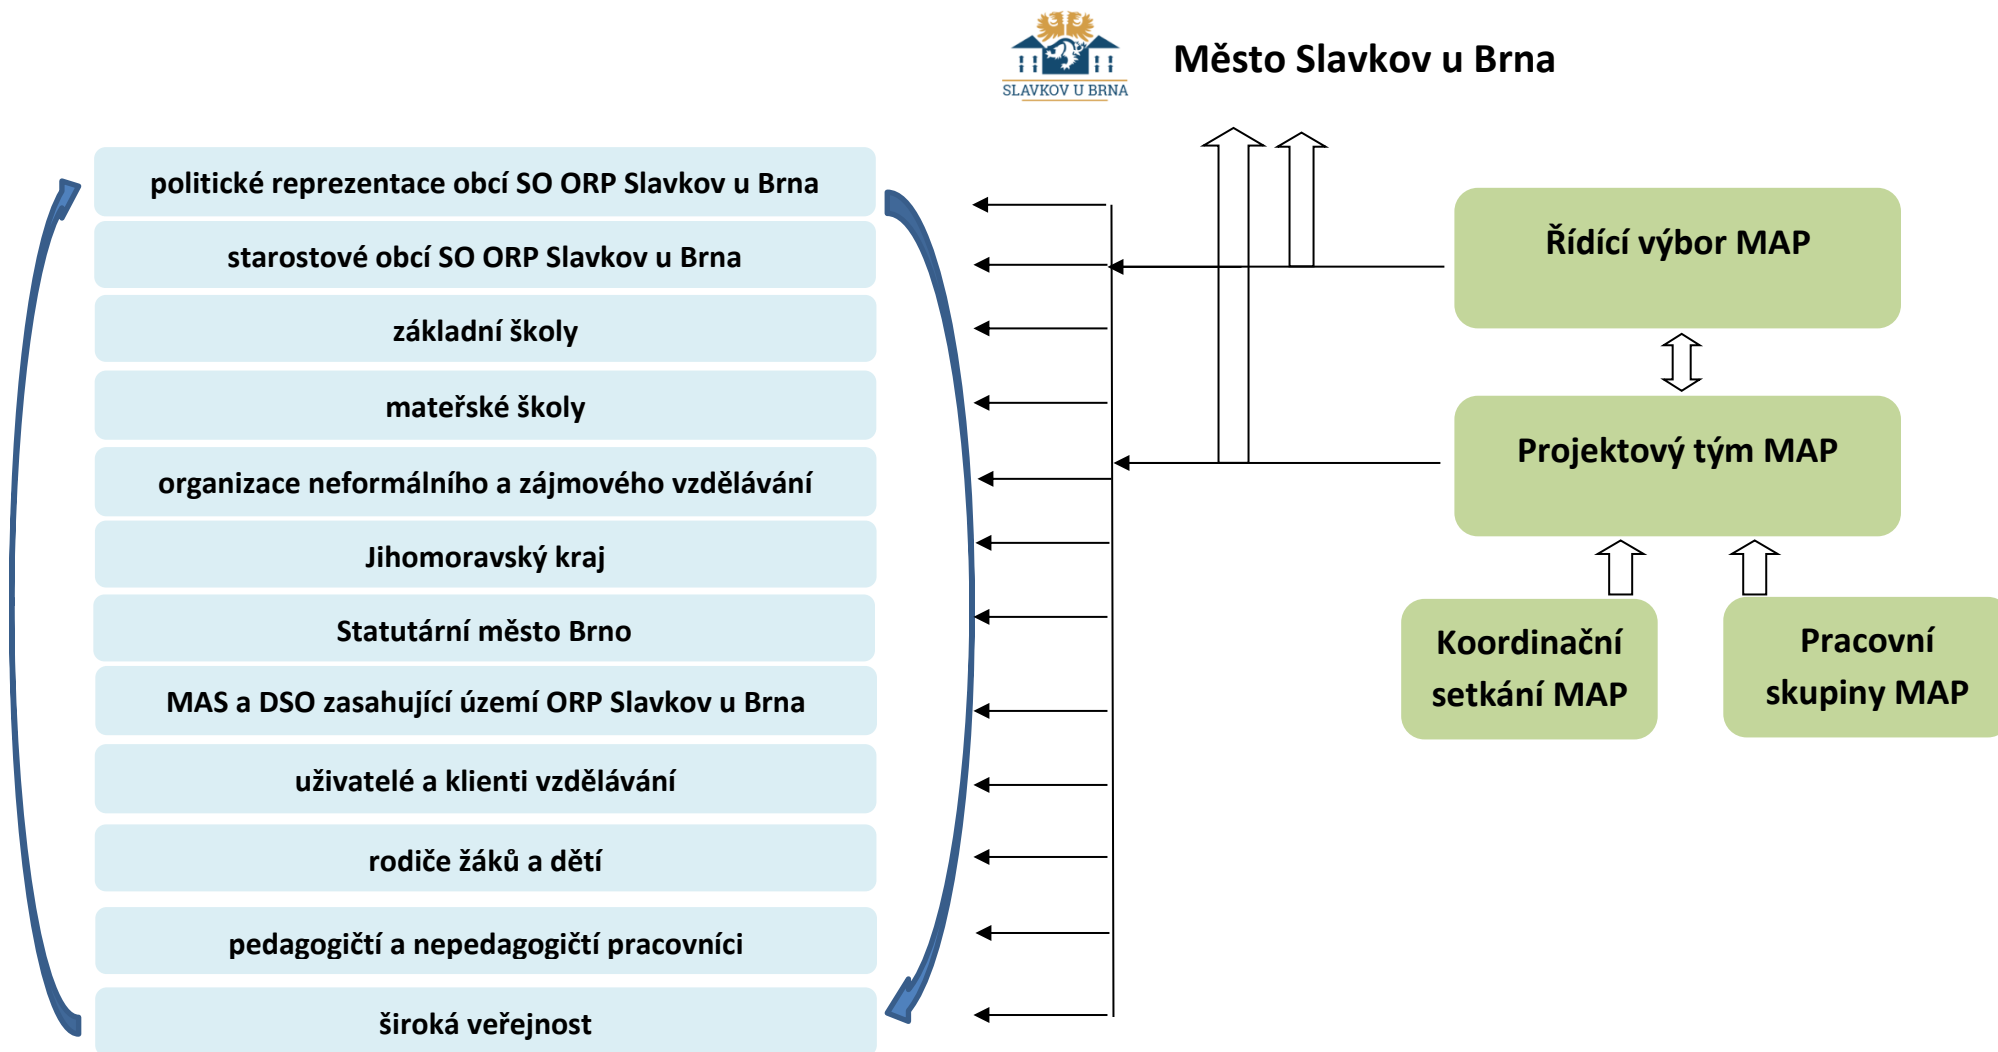 SLAVKOV U BRNA
Město Slavkov u Brna
politické reprezentace obcí SO ORP Slavkov u Brna
starostové obcí SO ORP Slavkov u Brna
základní školy
mateřské školy
organizace neformálního a zájmového vzdělávání
Jihomoravský kraj
Statutární město Brno
MAS a DSO zasahující území ORP Slavkov u Brna
uživatelé a klienti vzdělávání
rodiče žáků a dětí
pedagogičtí a nepedagogičtí pracovníci
široká veřejnost
Řídící výbor MAP
Projektový tým MAP
Koordinační
setkání MAP
Pracovní
skupiny MAP